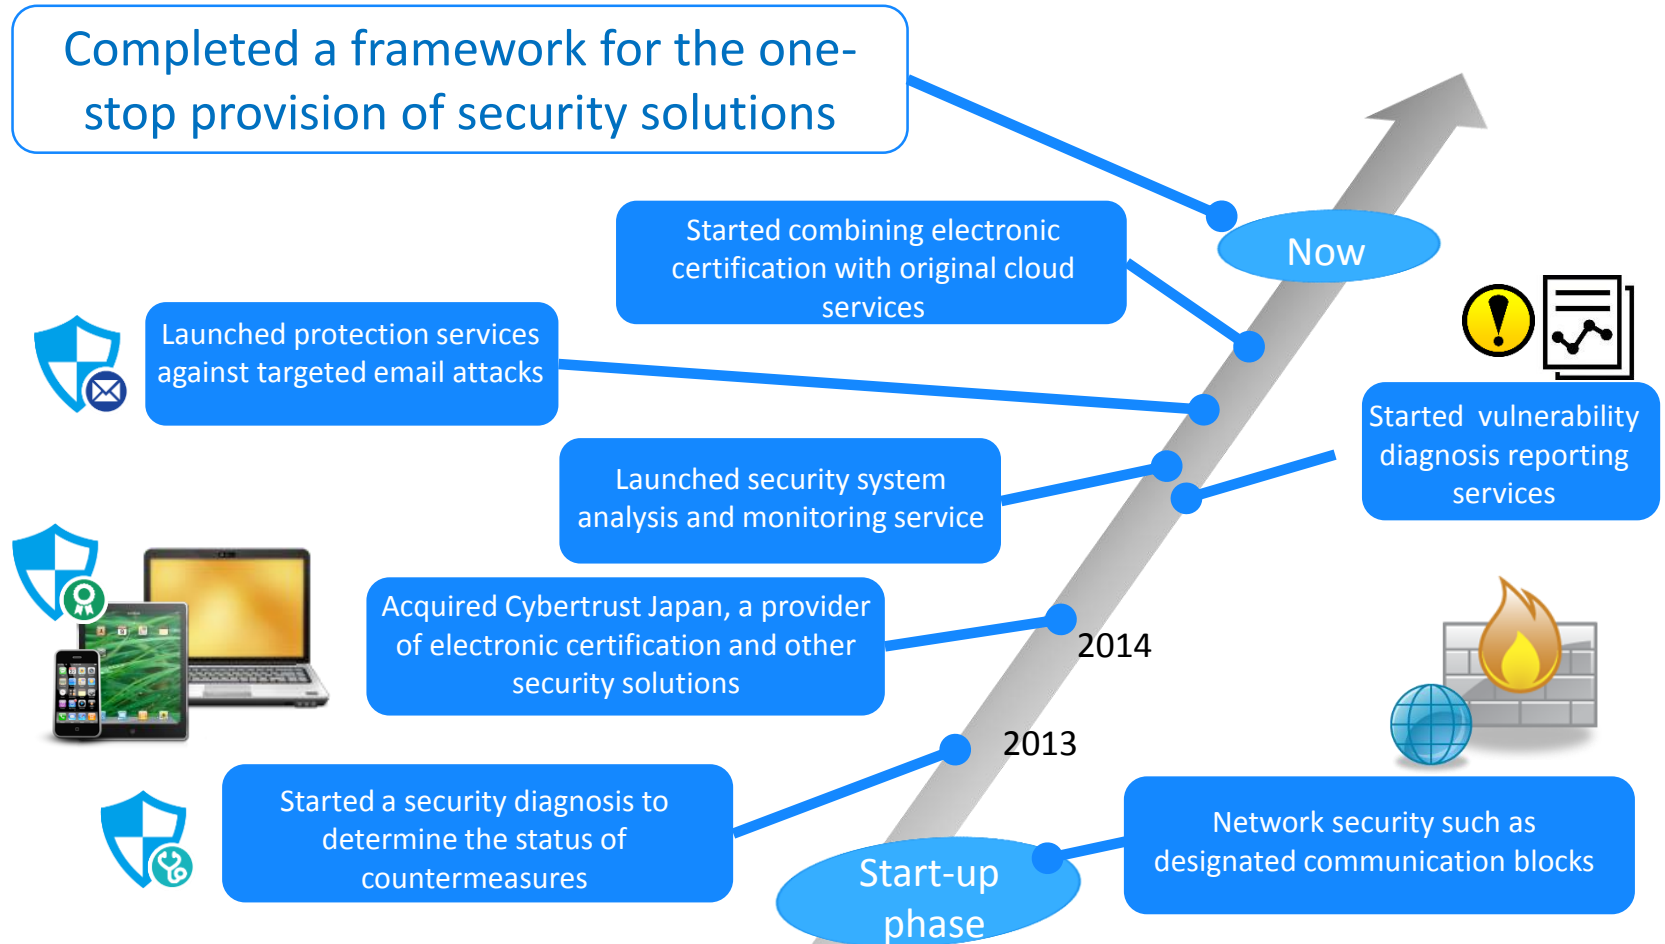 Completed a framework for the one-
stop provision of security solutions
Started combining electronic
certification with original cloud
services
Now
Launched protection services
against targeted email attacks
Started vulnerability
diagnosis reporting
services
Launched security system
analysis and monitoring service
Acquired Cybertrust Japan, a provider
of electronic certification and other
security solutions
2014
2013
Started a security diagnosis to
determine the status of
countermeasures
Network security such as
designated communication blocks
Start-up
phase